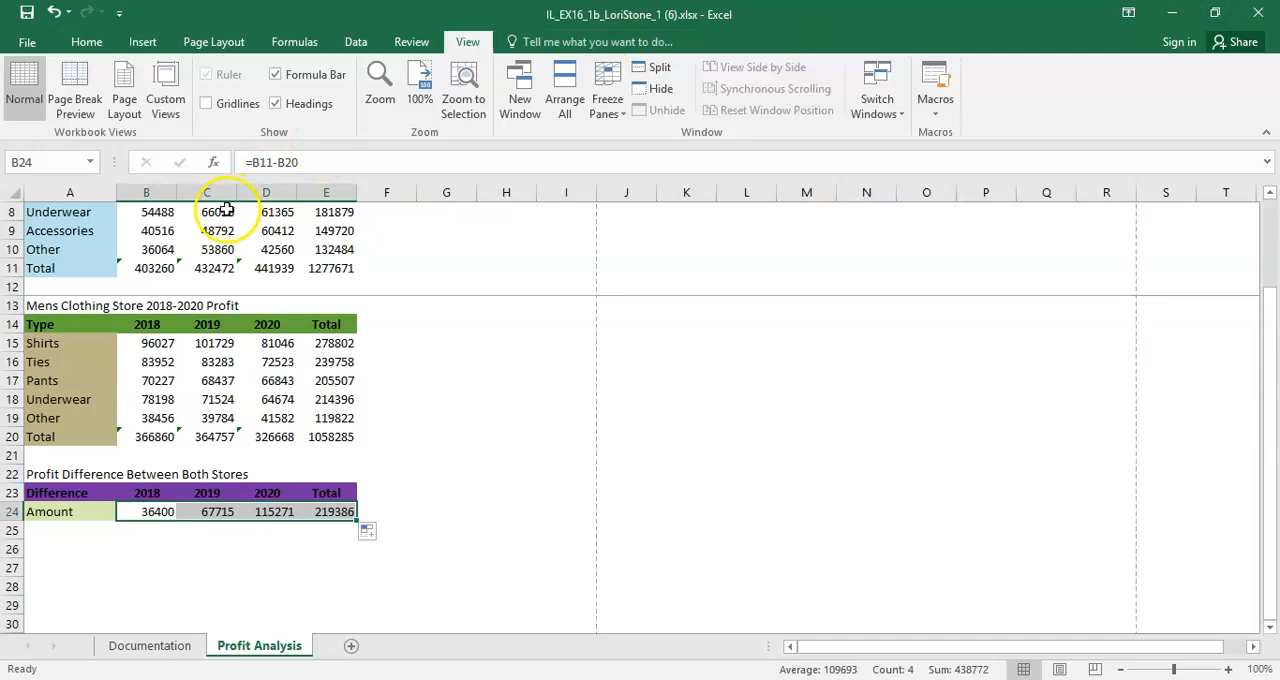 IL_EX16_1b_LoriStone_1 (6).xlsx - Excel
File Home Insert Page Layout Formulas Data Review View Tell me what you want to do... Sign in Share
Normal Page Break Preview Page Layout Custom Views
Workbook Views
Ruler Formula Bar
Gridlines Headings
Show
Zoom 100% Zoom to Selection
Zoom
New Window Arrange All Freeze Panes
Split View Side by Side
Hide Synchronous Scrolling
Unhide Reset Window Position
Window
Switch Windows
Macros
Macros
B24 fx =B11-B20
A B C D E F G H I J K L M N O P Q R S T
8 Underwear 54488 61365 181879
9 Accessories 40516 48792 60412 149720
10 Other 36064 53860 42560 132484
11 Total 403260 432472 441939 1277671
12
13 Mens Clothing Store 2018-2020 Profit
14 Type 2018 2019 2020 Total
15 Shirts 96027 101729 81046 278802
16 Ties 83952 83283 72523 239758
17 Pants 70227 68437 66843 205507
18 Underwear 78198 71524 64674 214396
19 Other 38456 39784 41582 119822
20 Total 366860 364757 326668 1058285
21
22 Profit Difference Between Both Stores
23 Difference 2018 2019 2020 Total
24 Amount 36400 67715 115271 219386
25
26
27
28
29
30
Documentation Profit Analysis
Ready Average: 109693 Count: 4 Sum: 438772 100%